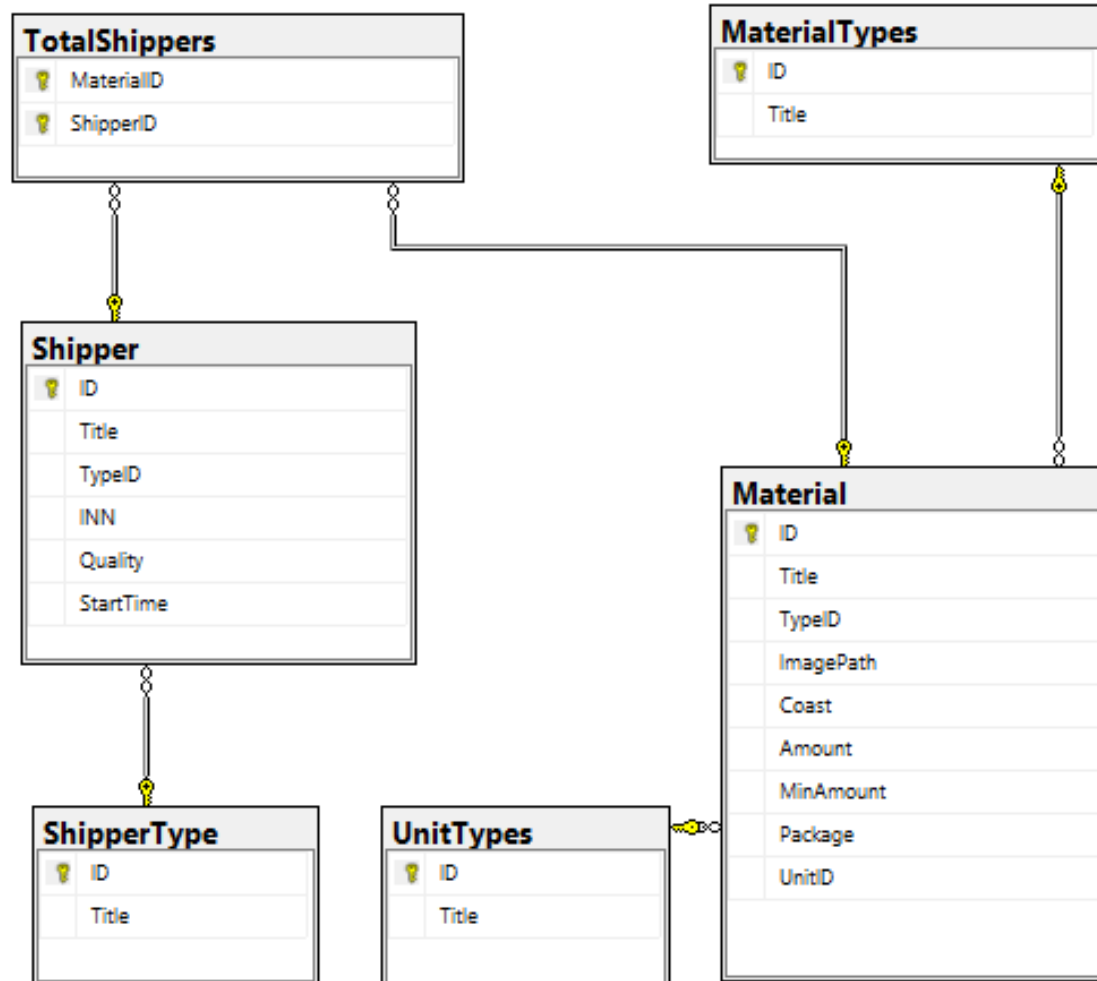 TotalShippers
MaterialID
ShipperID
MaterialTypes
ID
Title
Shipper
ID
Title
TypeID
INN
Quality
StartTime
Material
ID
Title
TypeID
ImagePath
Coast
Amount
MinAmount
Package
UnitID
ShipperType
ID
Title
UnitTypes
ID
Title